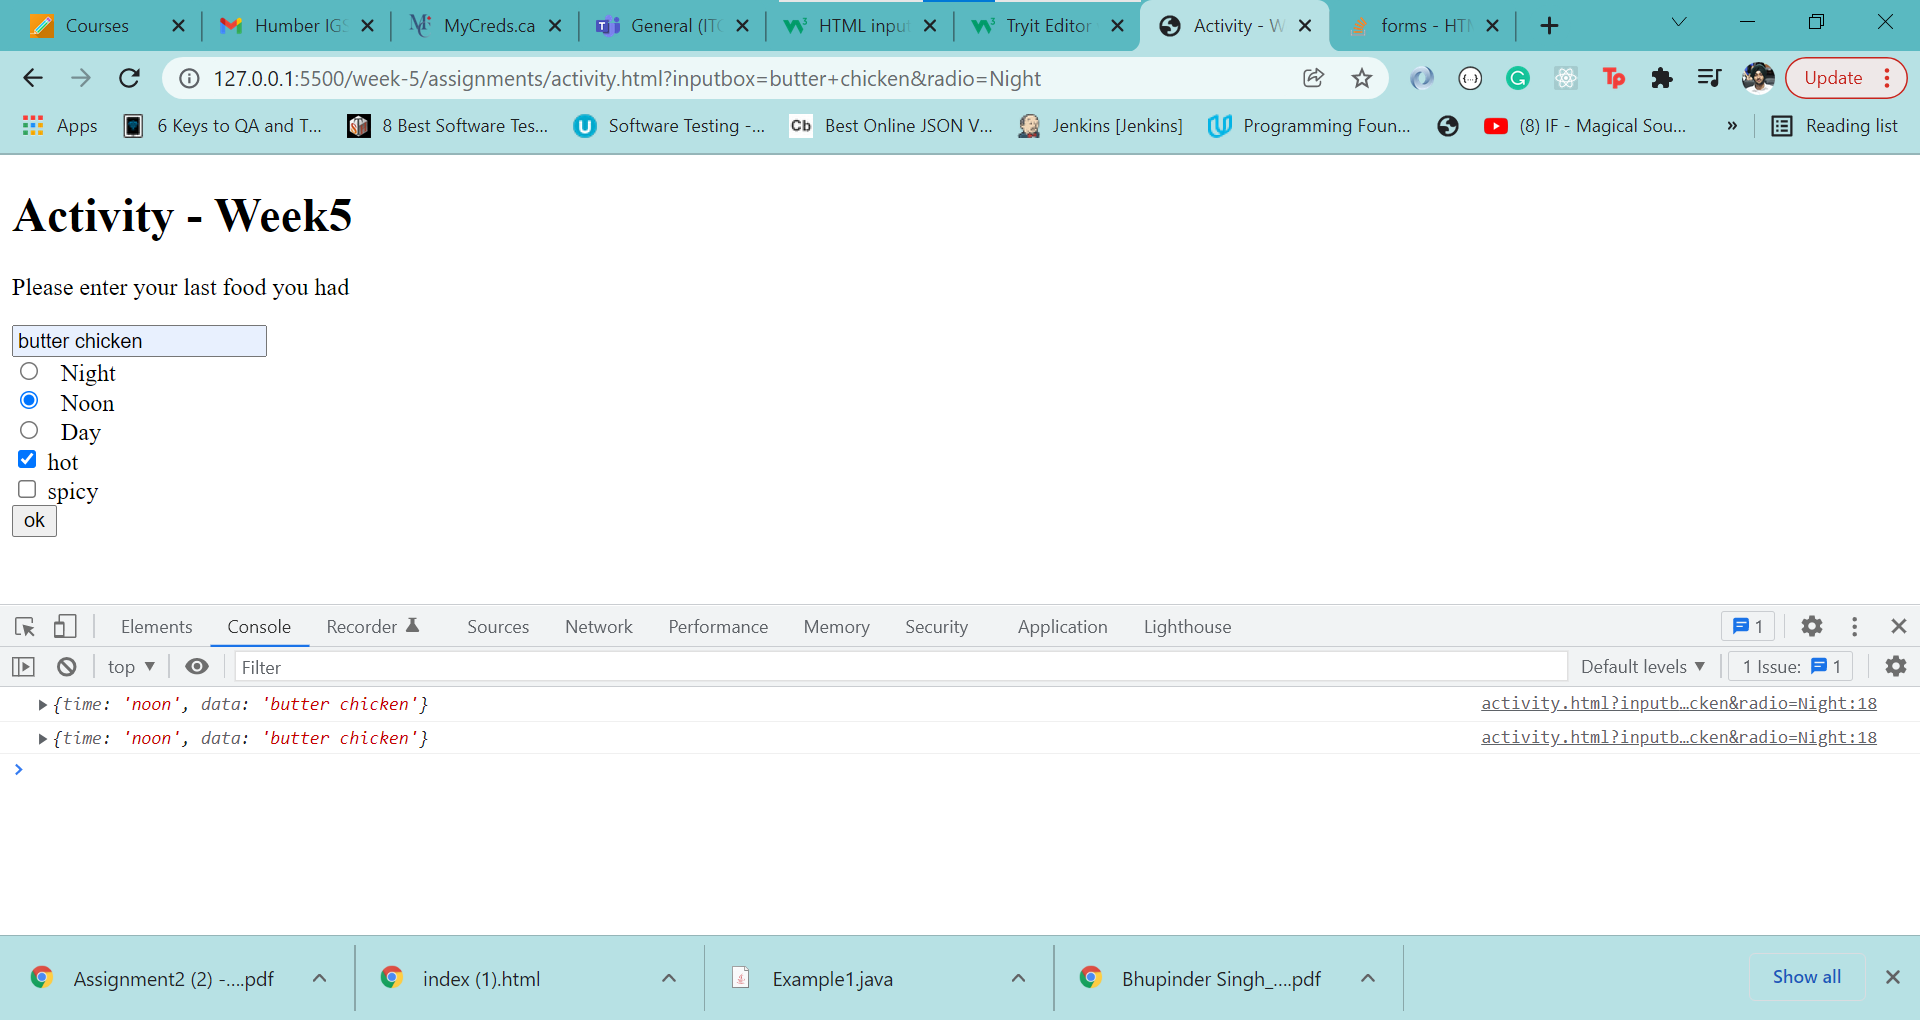 Courses Humber IGS MyCreds.ca General (ITC HTML input Tryit Editor Activity - W forms - HTM
127.0.0.1:5500/week-5/assignments/activity.html?inputbox=butter+chicken&radio=Night Update
Apps 6 Keys to QA and T... 8 Best Software Tes... Software Testing -... Cb Best Online JSON V... Jenkins [Jenkins] Programming Foun... (8) IF - Magical Sou... » Reading list
Activity - Week5
Please enter your last food you had
butter chicken
Night
Noon
Day
hot
spicy
ok
Elements Console Recorder Sources Network Performance Memory Security Application Lighthouse 1
top Filter Default levels 1 Issue: 1
{time: 'noon', data: 'butter chicken'} activity.html?inputb…cken&radio=Night:18
{time: 'noon', data: 'butter chicken'} activity.html?inputb…cken&radio=Night:18
Assignment2 (2) -....pdf index (1).html Example1.java Bhupinder Singh_....pdf Show all